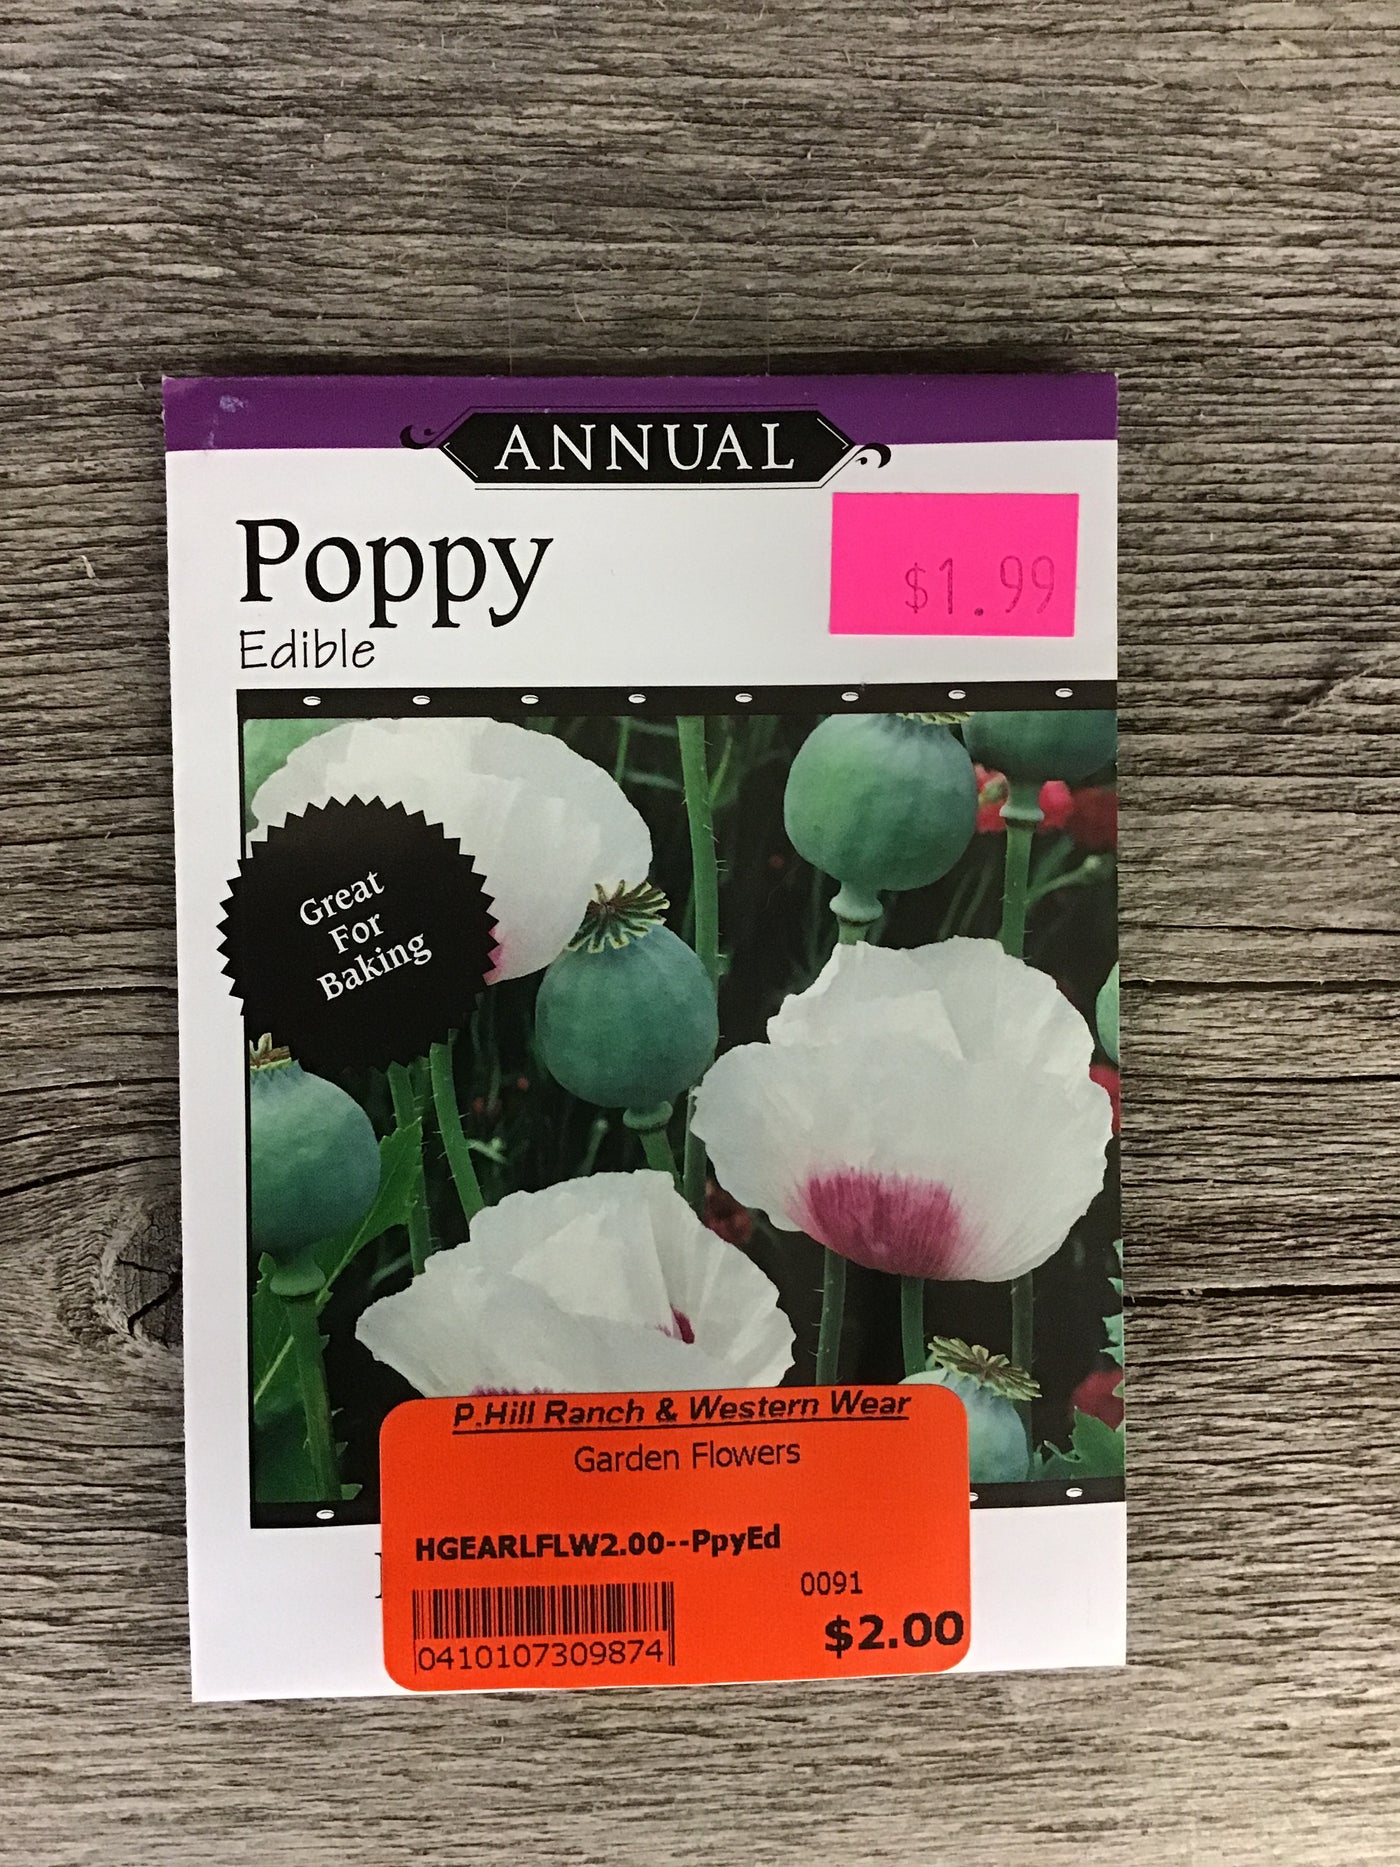 ANNUAL
Poppy
$1.99
Edible
Great
For
Baking
P.Hill Ranch & Western Wear
Garden Flowers
HGEARLFLW2.00--PpyEd
0091
0410107309874
$2.00